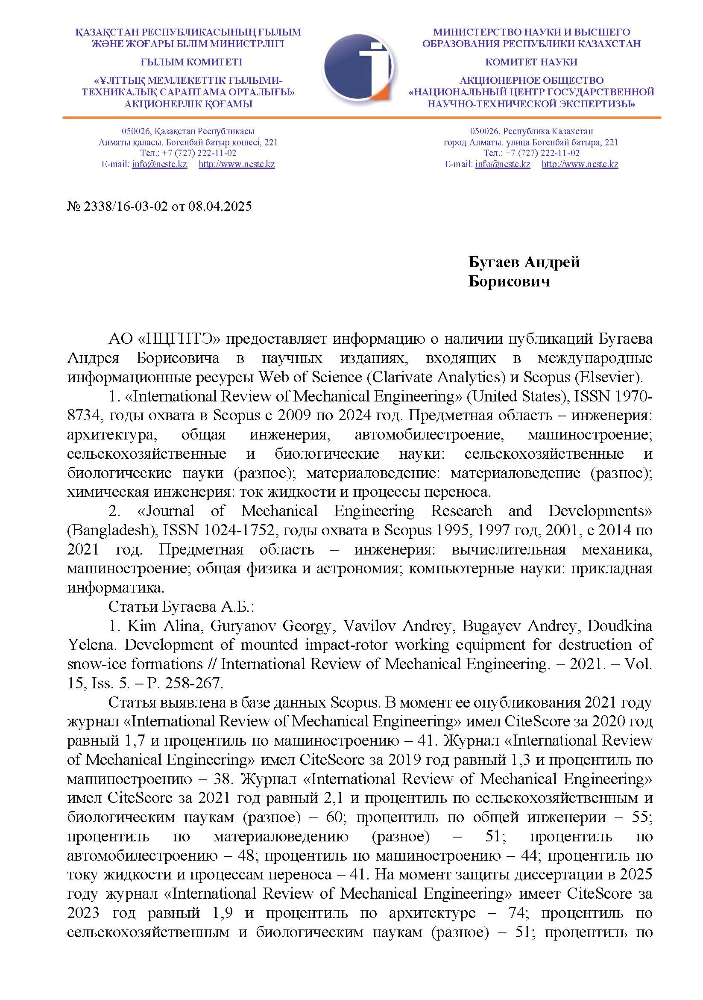 ҚАЗАҚСТАН РЕСПУБЛИКАСЫНЫҢ ҒЫЛЫМ
ЖӘНЕ ЖОҒАРЫ БІЛІМ МИНИСТРЛІГІ
ҒЫЛЫМ КОМИТЕТІ
«ҰЛТТЫҚ МЕМЛЕКЕТТІК ҒЫЛЫМИ-
ТЕХНИКАЛЫҚ САРАПТАМА ОРТАЛЫҒЫ»
АКЦИОНЕРЛІК ҚОҒАМЫ
МИНИСТЕРСТВО НАУКИ И ВЫСШЕГО
ОБРАЗОВАНИЯ РЕСПУБЛИКИ КАЗАХСТАН
КОМИТЕТ НАУКИ
АКЦИОНЕРНОЕ ОБЩЕСТВО
«НАЦИОНАЛЬНЫЙ ЦЕНТР ГОСУДАРСТВЕННОЙ
НАУЧНО-ТЕХНИЧЕСКОЙ ЭКСПЕРТИЗЫ»
050026, Қазақстан Республикасы
Алматы қаласы, Бөгенбай батыр көшесі, 221
Тел.: +7 (727) 222-11-02
E-mail: info@ncste.kz http://www.ncste.kz
050026, Республика Казахстан
город Алматы, улица Богенбай батыра, 221
Тел.: +7 (727) 222-11-02
E-mail: info@ncste.kz http://www.ncste.kz
№ 2338/16-03-02 от 08.04.2025
Бугаев Андрей
Борисович
АО «НЦГНТЭ» предоставляет информацию о наличии публикаций Бугаева
Андрея Борисовича в научных изданиях, входящих в международные
информационные ресурсы Web of Science (Clarivate Analytics) и Scopus (Elsevier).
1. «International Review of Mechanical Engineering» (United States), ISSN 1970-
8734, годы охвата в Scopus с 2009 по 2024 год. Предметная область – инженерия:
архитектура, общая инженерия, автомобилестроение, машиностроение;
сельскохозяйственные и биологические науки: сельскохозяйственные и
биологические науки (разное); материаловедение: материаловедение (разное);
химическая инженерия: ток жидкости и процессы переноса.
2. «Journal of Mechanical Engineering Research and Developments»
(Bangladesh), ISSN 1024-1752, годы охвата в Scopus 1995, 1997 год, 2001, с 2014 по
2021 год. Предметная область – инженерия: вычислительная механика,
машиностроение; общая физика и астрономия; компьютерные науки: прикладная
информатика.
Статьи Бугаева А.Б.:
1. Kim Alina, Guryanov Georgy, Vavilov Andrey, Bugayev Andrey, Doudkina
Yelena. Development of mounted impact-rotor working equipment for destruction of
snow-ice formations // International Review of Mechanical Engineering. – 2021. – Vol.
15, Iss. 5. – P. 258-267.
Статья выявлена в базе данных Scopus. В момент ее опубликования 2021 году
журнал «International Review of Mechanical Engineering» имел CiteScore за 2020 год
равный 1,7 и процентиль по машиностроению – 41. Журнал «International Review
of Mechanical Engineering» имел CiteScore за 2019 год равный 1,3 и процентиль по
машиностроению – 38. Журнал «International Review of Mechanical Engineering»
имел CiteScore за 2021 год равный 2,1 и процентиль по сельскохозяйственным и
биологическим наукам (разное) – 60; процентиль по общей инженерии – 55;
процентиль по материаловедению (разное) – 51; процентиль по
автомобилестроению – 48; процентиль по машиностроению – 44; процентиль по
току жидкости и процессам переноса – 41. На момент защиты диссертации в 2025
году журнал «International Review of Mechanical Engineering» имеет CiteScore за
2023 год равный 1,9 и процентиль по архитектуре – 74; процентиль по
сельскохозяйственным и биологическим наукам (разное) – 51; процентиль по